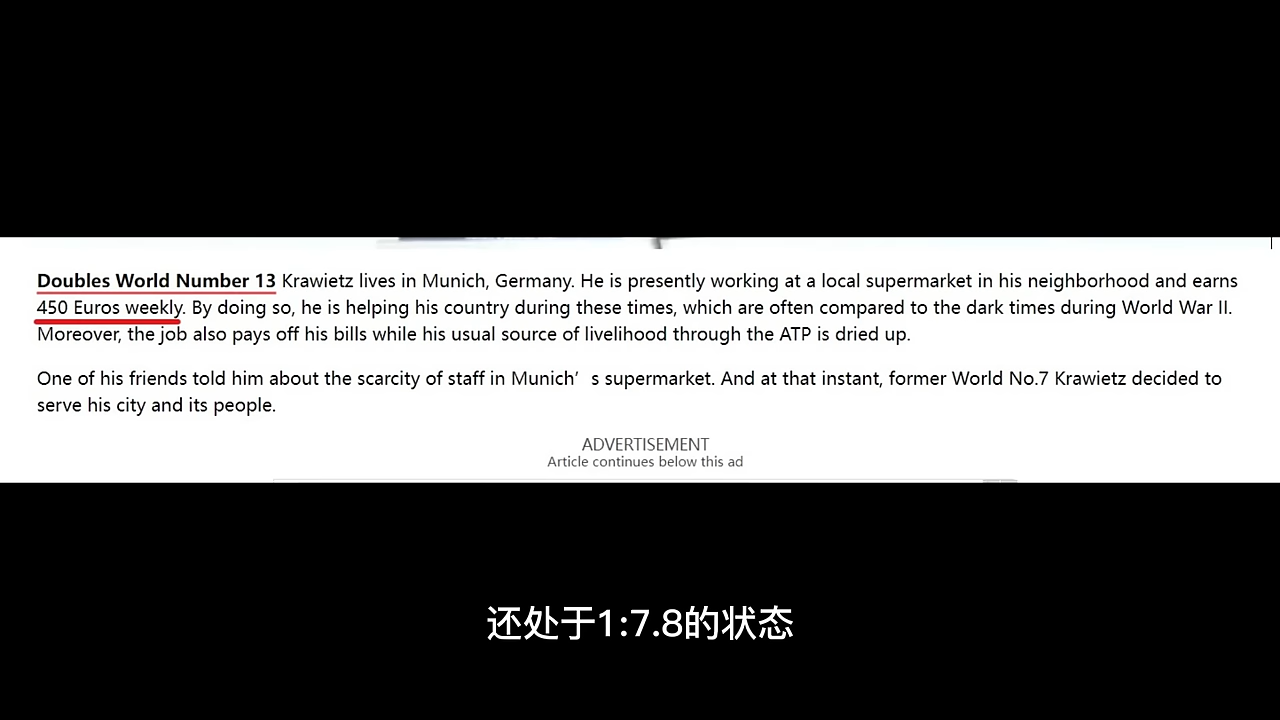 Doubles World Number 13 Krawietz lives in Munich, Germany. He is presently working at a local supermarket in his neighborhood and earns
450 Euros weekly. By doing so, he is helping his country during these times, which are often compared to the dark times during World War II.
Moreover, the job also pays off his bills while his usual source of livelihood through the ATP is dried up.
One of his friends told him about the scarcity of staff in Munich’s supermarket. And at that instant, former World No.7 Krawietz decided to
serve his city and its people.
ADVERTISEMENT
Article continues below this ad
还处于1:7.8的状态